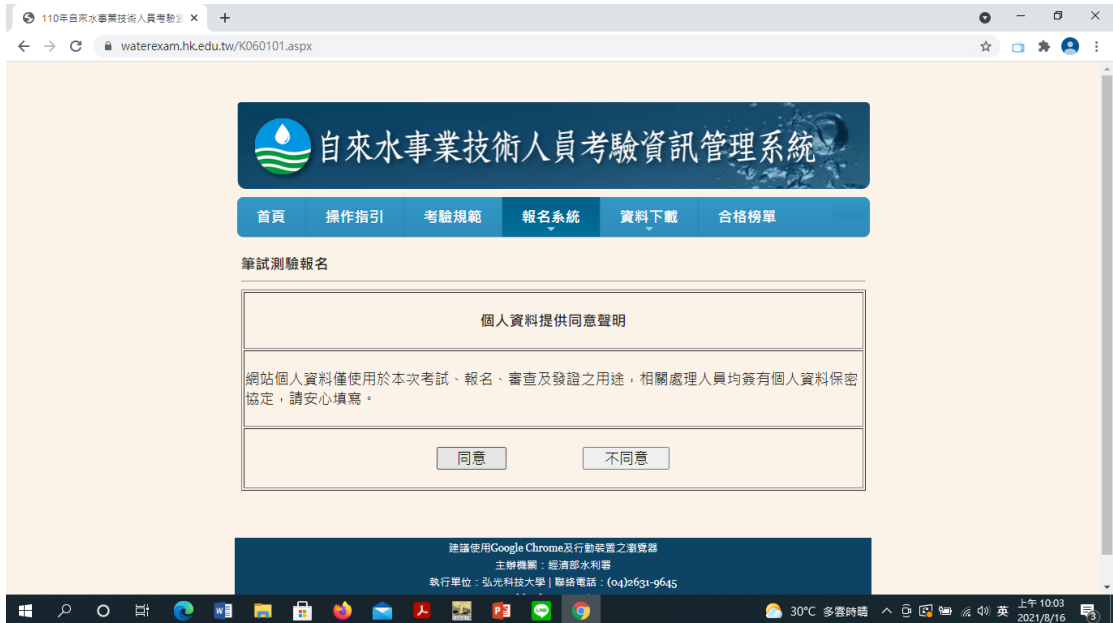 110年自來水事業技術人員考驗資
waterexam.hk.edu.tw/K060101.aspx
自來水事業技術人員考驗資訊管理系統
首頁 操作指引 考驗規範 報名系統 資料下載 合格榜單
筆試測驗報名
個人資料提供同意聲明
網站個人資料僅使用於本次考試、報名、審查及發證之用途，相關處理人員均簽有個人資料保密
協定，請安心填寫。
同意 不同意
建議使用Google Chrome及行動裝置之瀏覽器
主辦機關：經濟部水利署
執行單位：弘光科技大學 | 聯絡電話：(04)2631-9645
30°C 多雲時晴 英 上午 10:03
2021/8/16
3